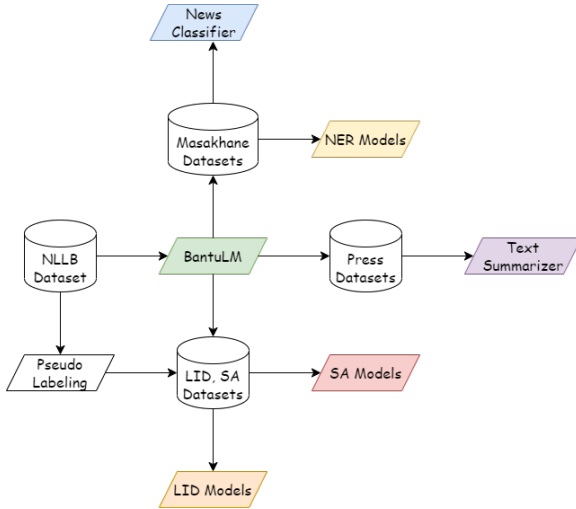 News
Classifier
Masakhane
Datasets
NER Models
NLLB
Dataset
BantuLM
Press
Datasets
Text
Summarizer
Pseudo
Labeling
LID, SA
Datasets
SA Models
LID Models